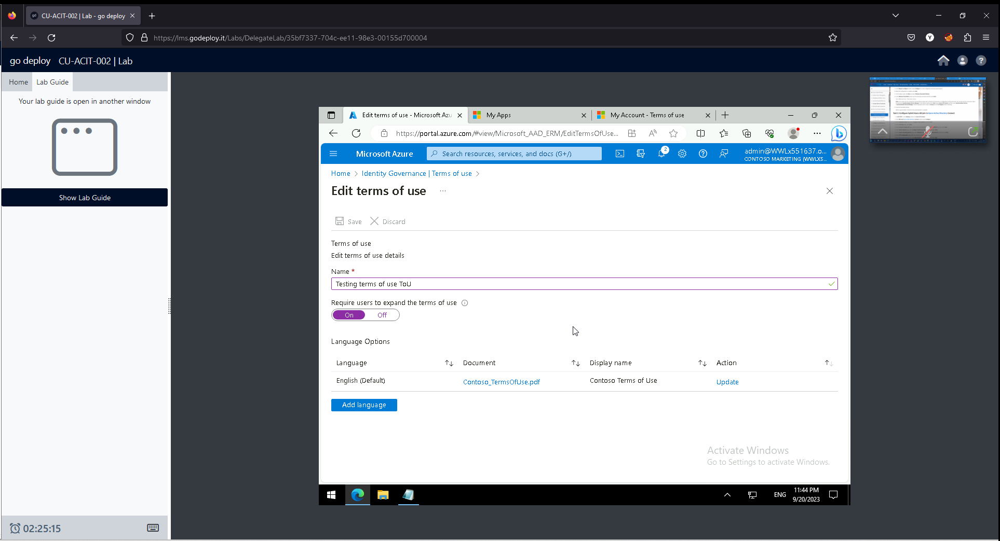 CU-ACIT-002 | Lab - go deploy
https://lms.godeploy.it/Labs/DelegateLab/35bf7337-704c-ee11-98e3-00155d700004
go deploy CU-ACIT-002 | Lab
Home Lab Guide
Your lab guide is open in another window
Show Lab Guide
02:25:15
Edit terms of use - Microsoft Azu
My Apps
My Account - Terms of use
https://portal.azure.com/#view/Microsoft_AAD_ERM/EditTermsOfUse...
Microsoft Azure
Search resources, services, and docs (G+/)
2
admin@WWLx551637.o...
CONTOSO MARKETING (WWLX5...
Home > Identity Governance | Terms of use >
Edit terms of use ...
Save Discard
Terms of use
Edit terms of use details
Name *
Testing terms of use ToU
Require users to expand the terms of use
On Off
Language Options
Language Document Display name Action
English (Default) Contoso_TermsOfUse.pdf Contoso Terms of Use Update
Add language
Activate Windows
Go to Settings to activate Windows.
ENG
11:44 PM
9/20/2023